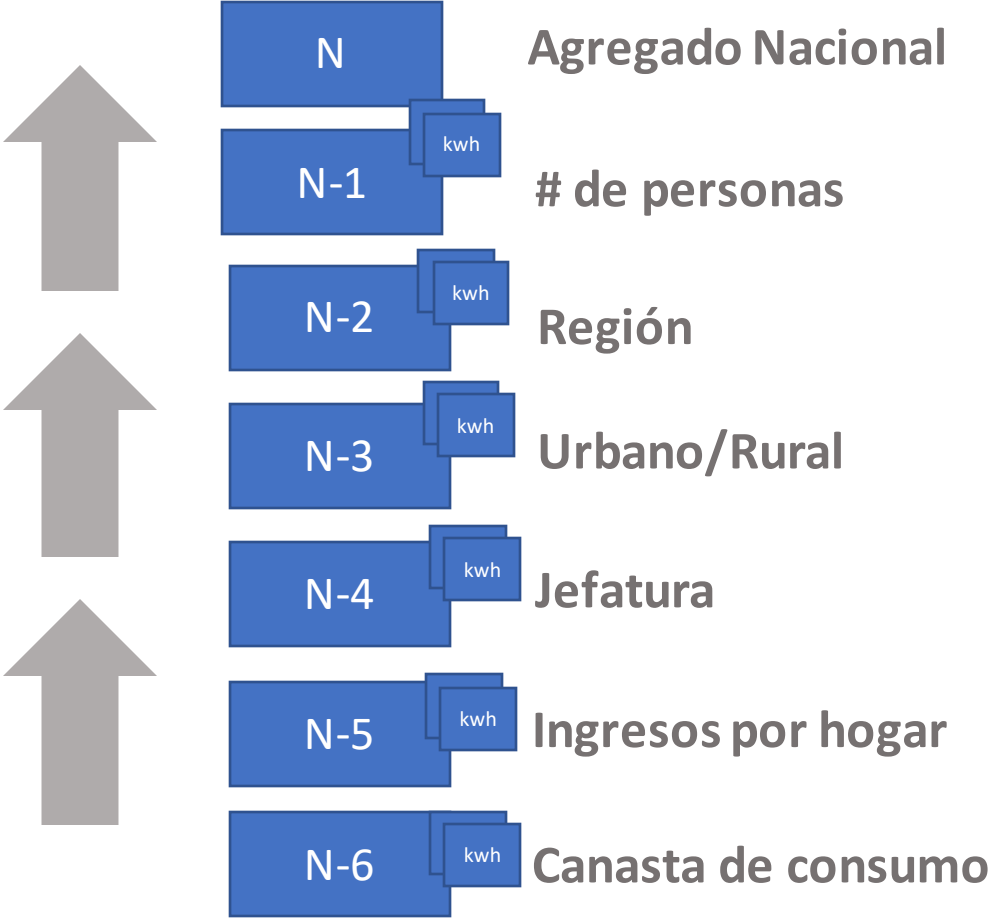 N
Agregado Nacional
kwh
N-1
# de personas
kwh
N-2
Región
kwh
N-3
Urbano/Rural
kwh
N-4
Jefatura
kwh
N-5
Ingresos por hogar
kwh
N-6
Canasta de consumo